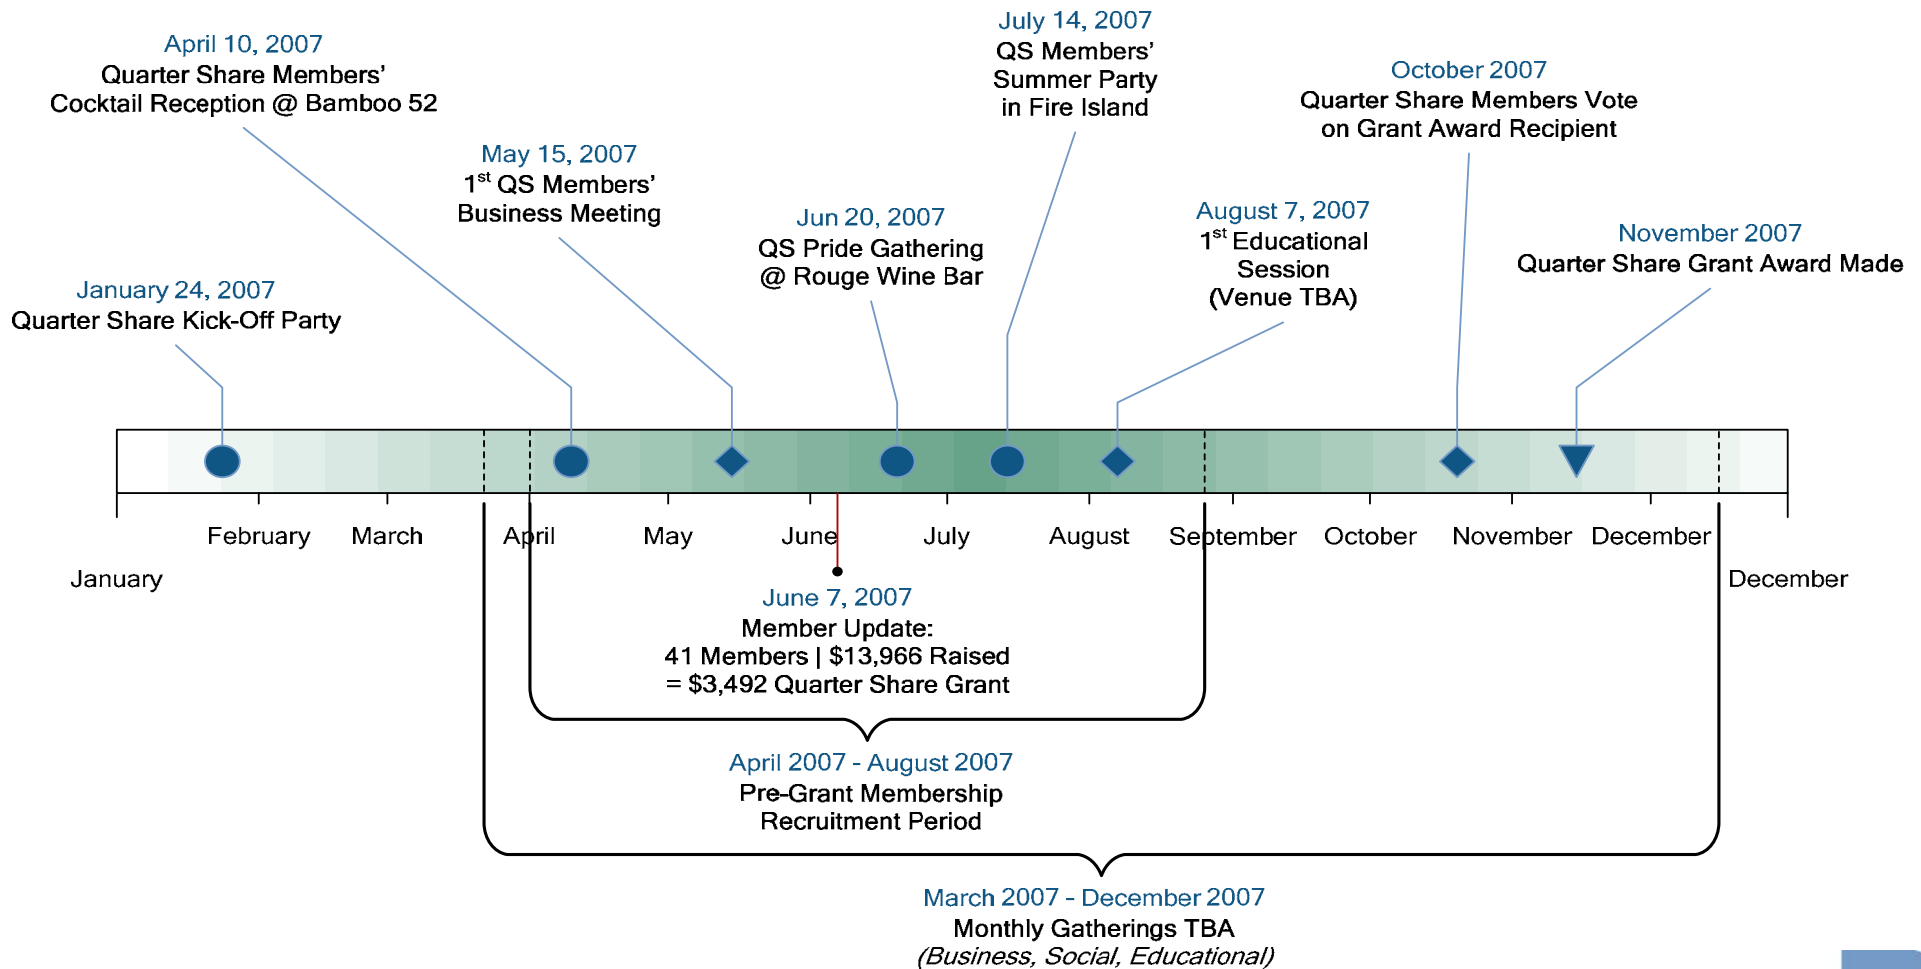 April 10, 2007
Quarter Share Members’
Cocktail Reception @ Bamboo 52
July 14, 2007
QS Members’
Summer Party
in Fire Island
October 2007
Quarter Share Members Vote
on Grant Award Recipient
May 15, 2007
1st QS Members’
Business Meeting
Jun 20, 2007
QS Pride Gathering
@ Rouge Wine Bar
August 7, 2007
1st Educational
Session
(Venue TBA)
November 2007
Quarter Share Grant Award Made
January 24, 2007
Quarter Share Kick-Off Party
February March April May June July August September October November December
January December
June 7, 2007
Member Update:
41 Members | $13,966 Raised
= $3,492 Quarter Share Grant
April 2007 - August 2007
Pre-Grant Membership
Recruitment Period
March 2007 - December 2007
Monthly Gatherings TBA
(Business, Social, Educational)